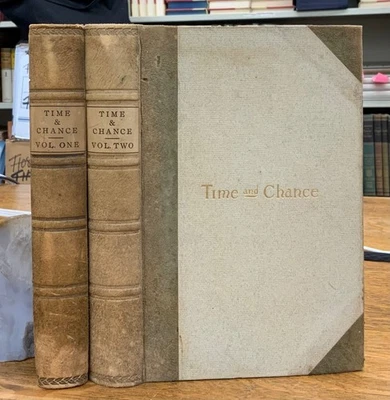 TIME
&
CHANCE
VOL. ONE
TIME
&
CHANCE
VOL. TWO
Time and Chance